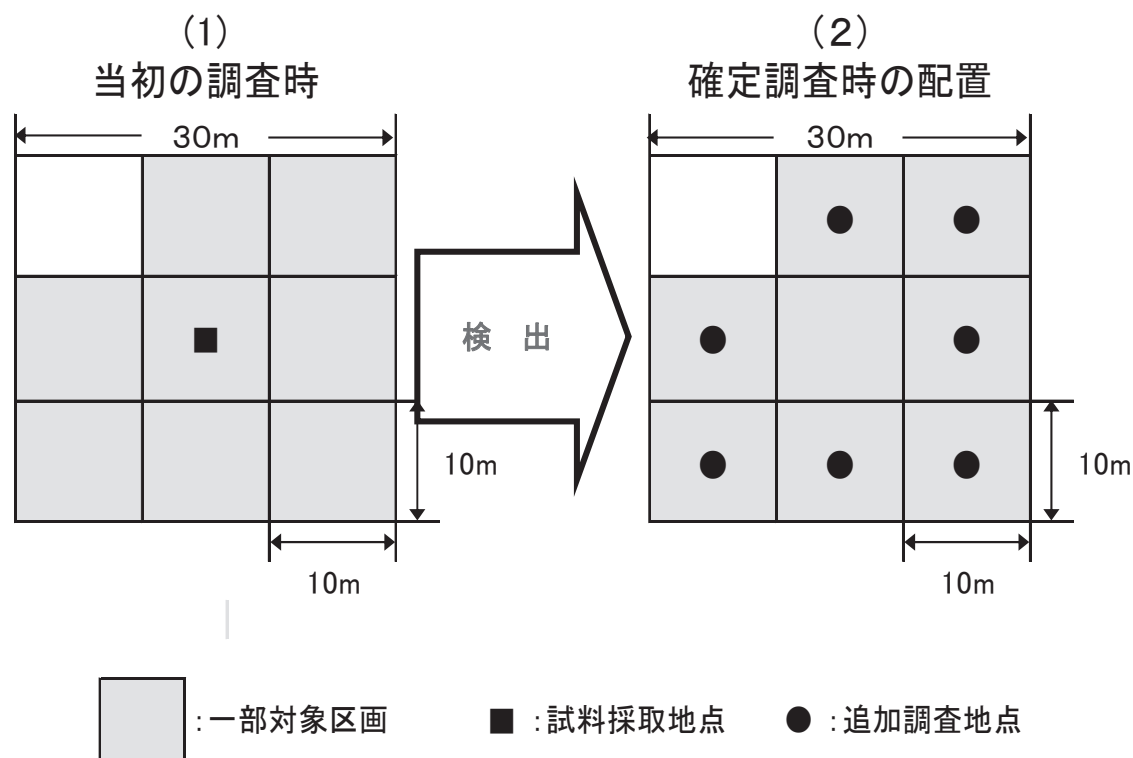 (1)
当初の調査時
30m
10m
10m
検 出
(2)
確定調査時の配置
30m
10m
10m
:一部対象区画
:試料採取地点
:追加調査地点